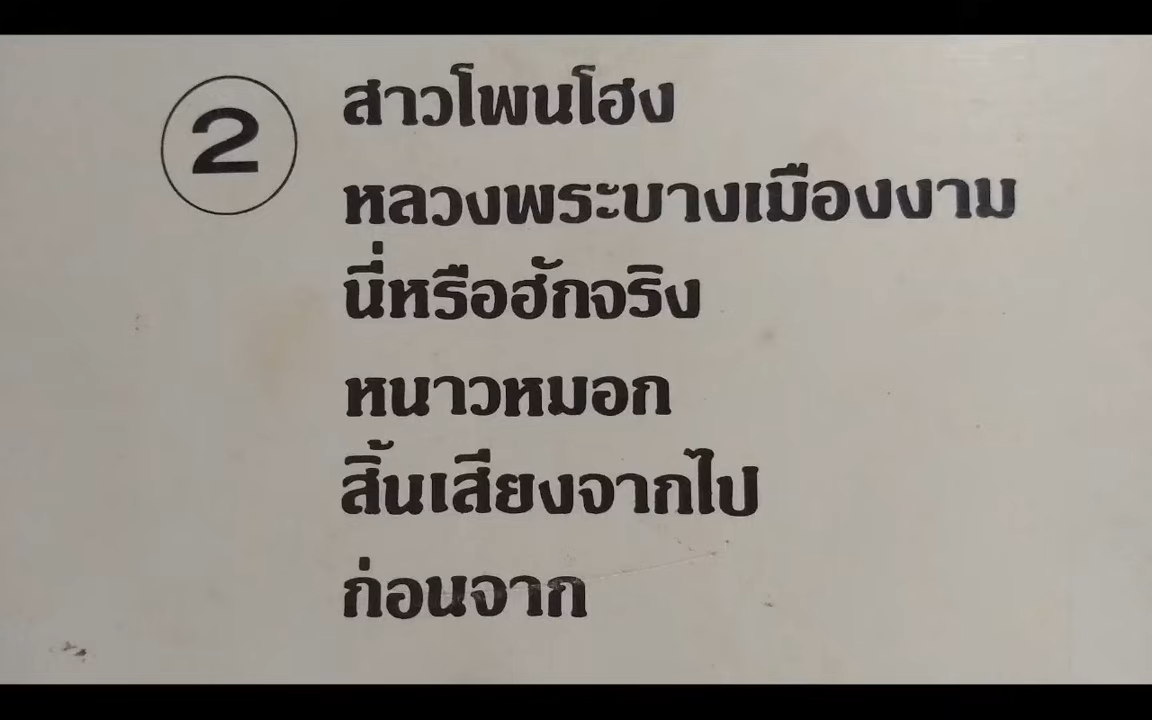 2
สาวโพนโฮง
หลวงพระบางเมืองงาม
นี่หรือฮักจริง
หนาวหมอก
สิ้นเสียงจากไป
ก่อนจาก